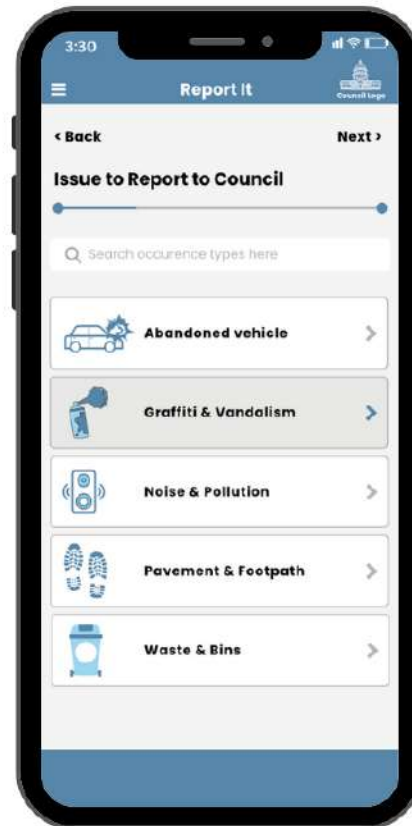 3:30
Report It
Council Logo
< Back
Next >
Issue to Report to Council
Search occurence types here
Abandoned vehicle
Graffiti & Vandalism
Noise & Pollution
Pavement & Footpath
Waste & Bins